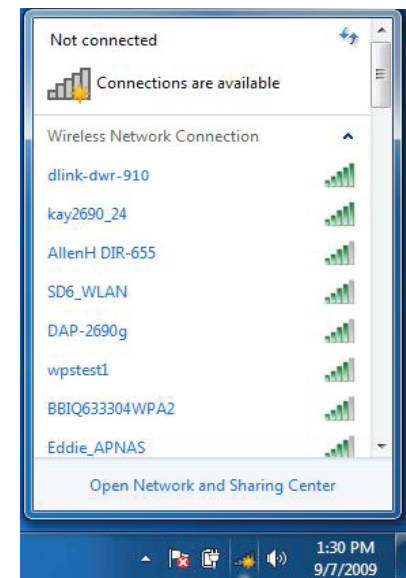 Not connected
Connections are available
Wireless Network Connection
dlink-dwr-910
kay2690_24
AllenH DIR-655
SD6_WLAN
DAP-2690g
wpstest1
BBIQ633304WPA2
Eddie_APNAS
Open Network and Sharing Center
1:30 PM
9/7/2009